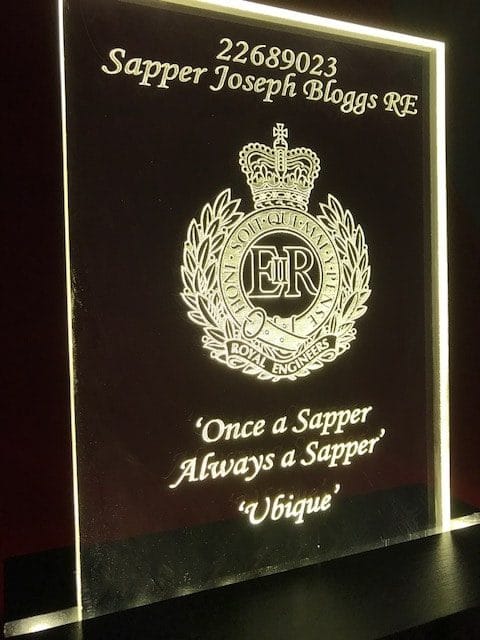 22689023
Sapper Joseph Bloggs RE
HONI · SOIT · QUI · MAL · Y · PENSE
EIIR
ROYAL ENGINEERS
‘Once a Sapper
Always a Sapper’
‘Ubique’